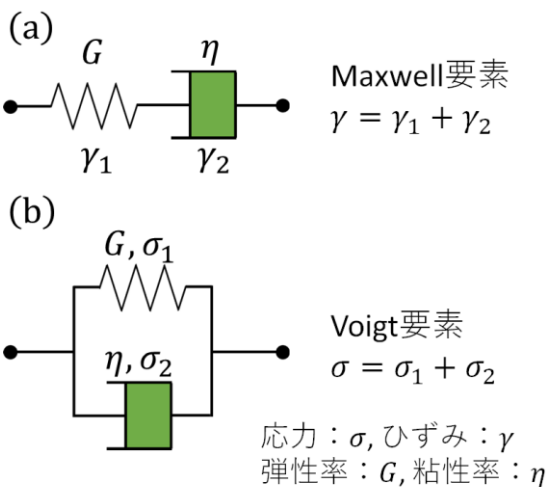 (a)
G
η
γ₁
γ₂
Maxwell要素
γ = γ₁ + γ₂
(b)
G, σ₁
η, σ₂
Voigt要素
σ = σ₁ + σ₂
応力：σ, ひずみ：γ
弾性率：G, 粘性率：η